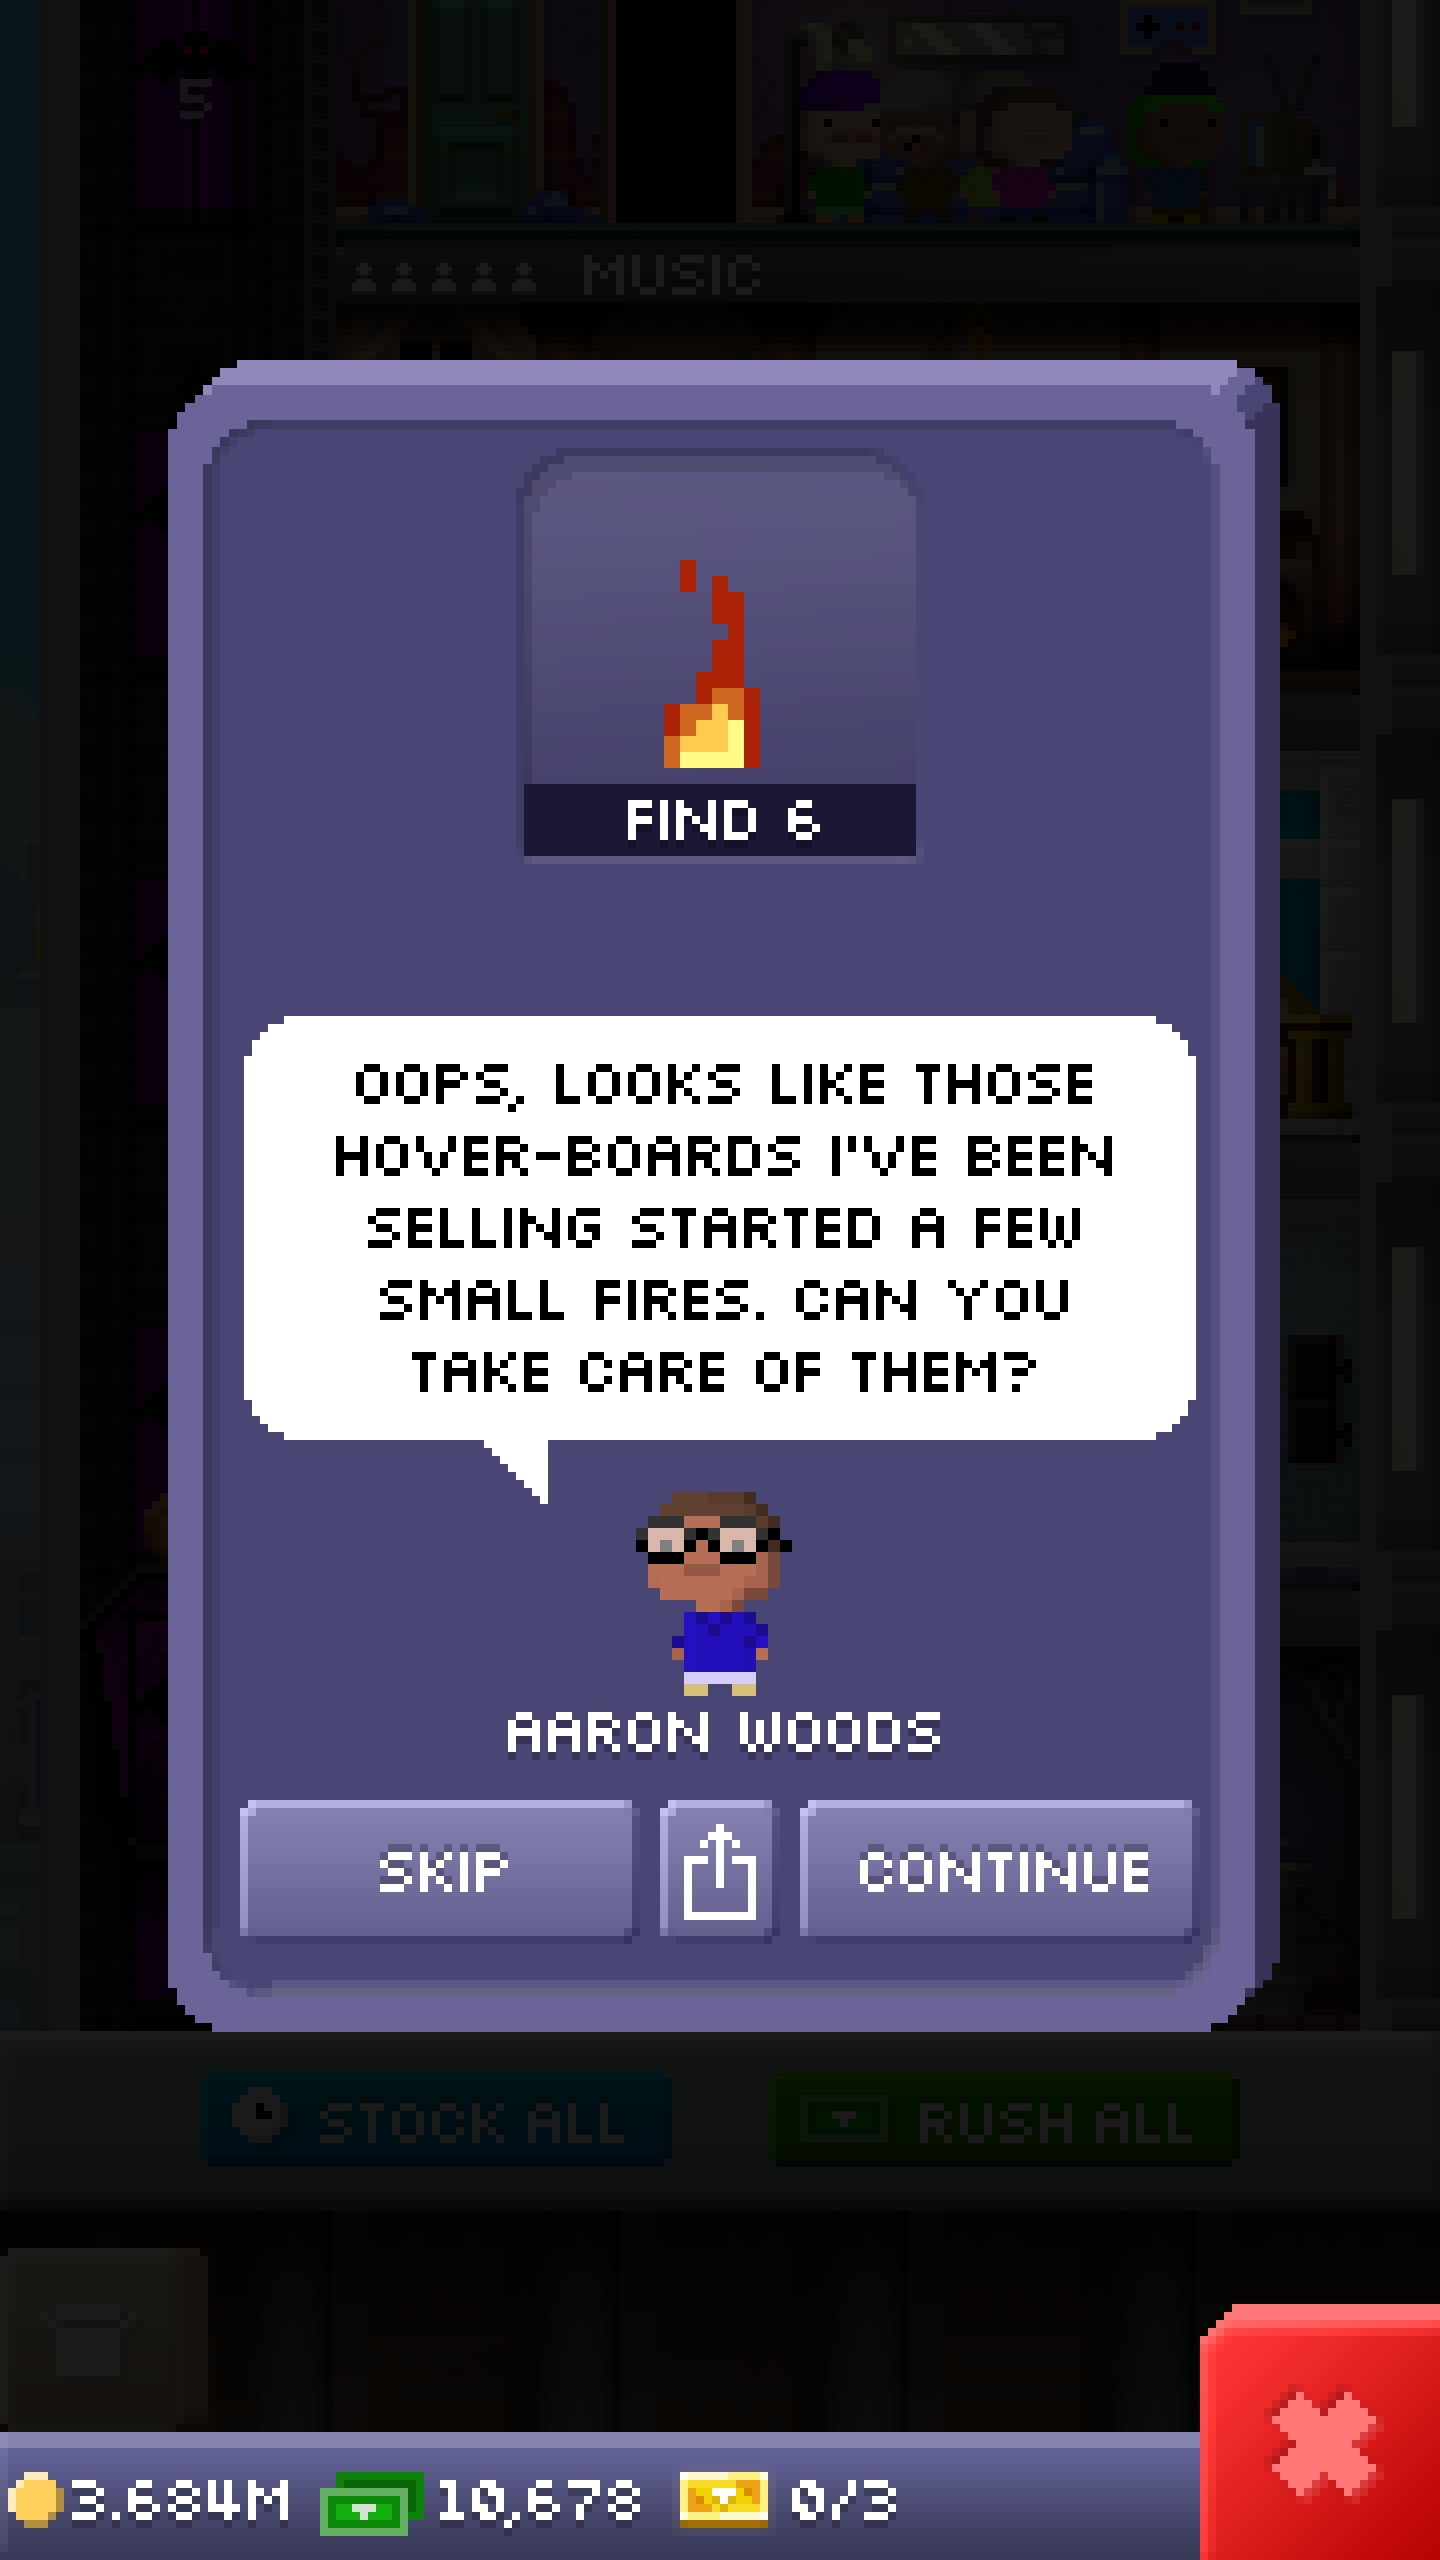 5
MUSIC
FIND 6
OOPS, LOOKS LIKE THOSE
HOVER-BOARDS I'VE BEEN
SELLING STARTED A FEW
SMALL FIRES. CAN YOU
TAKE CARE OF THEM?
AARON WOODS
SKIP
CONTINUE
STOCK ALL
RUSH ALL
3.684M
10,678
0/3